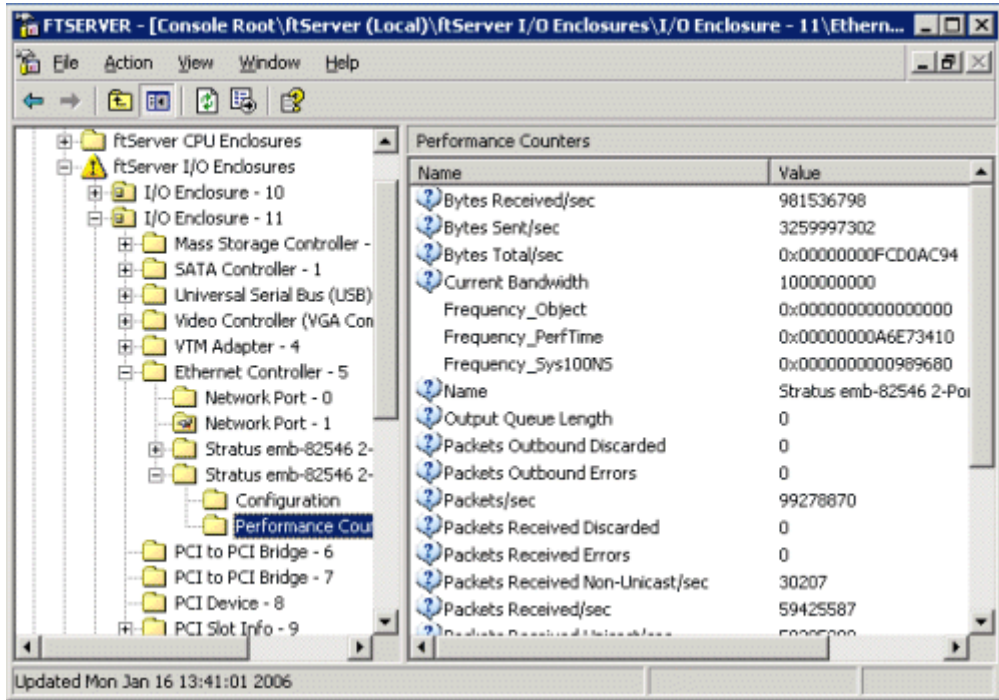 FTSERVER - [Console Root\ftServer (Local)\ftServer I/O Enclosures\I/O Enclosure - 11\Ethern...
File Action View Window Help
ftServer CPU Enclosures
ftServer I/O Enclosures
I/O Enclosure - 10
I/O Enclosure - 11
Mass Storage Controller -
SATA Controller - 1
Universal Serial Bus (USB)
Video Controller (VGA Con
VTM Adapter - 4
Ethernet Controller - 5
Network Port - 0
Network Port - 1
Stratus emb-82546 2-
Stratus emb-82546 2-
Configuration
Performance Cour
PCI to PCI Bridge - 6
PCI to PCI Bridge - 7
PCI Device - 8
PCI Slot Info - 9
Performance Counters
Name Value
Bytes Received/sec 981536798
Bytes Sent/sec 3259997302
Bytes Total/sec 0x00000000FCD0AC94
Current Bandwidth 1000000000
Frequency_Object 0x0000000000000000
Frequency_PerfTime 0x00000000A6E73410
Frequency_Sys100NS 0x0000000000989680
Name Stratus emb-82546 2-Por
Output Queue Length 0
Packets Outbound Discarded 0
Packets Outbound Errors 0
Packets/sec 99278870
Packets Received Discarded 0
Packets Received Errors 0
Packets Received Non-Unicast/sec 30207
Packets Received/sec 59425587
Updated Mon Jan 16 13:41:01 2006